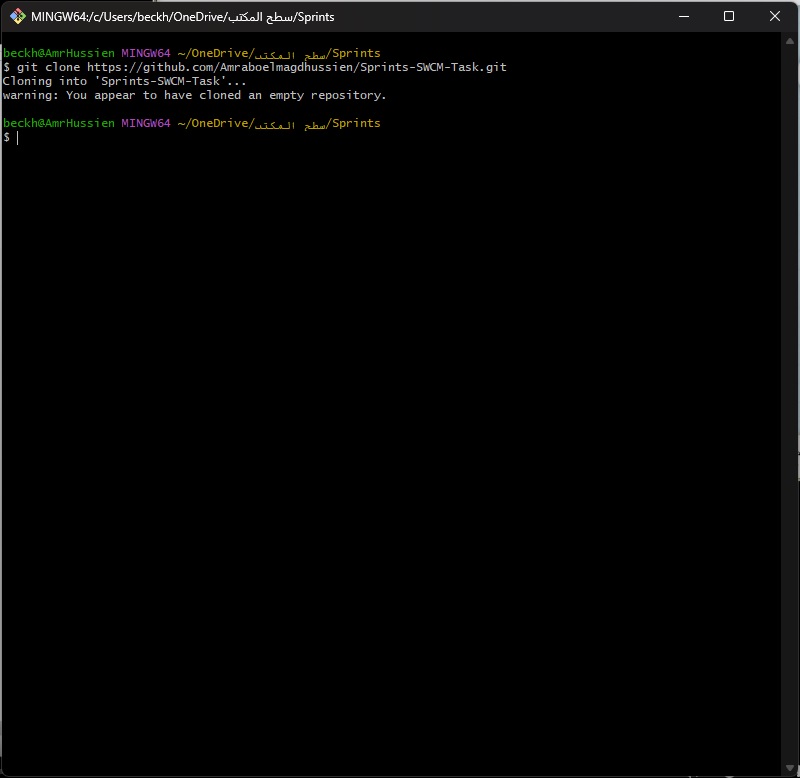 MINGW64:/c/Users/beckh/OneDrive/سطح المكتب/Sprints
beckh@AmrHussien MINGW64 ~/OneDrive/سطح المكتب/Sprints
$ git clone https://github.com/Amraboelmagdhussien/Sprints-SWCM-Task.git
Cloning into 'Sprints-SWCM-Task'...
warning: You appear to have cloned an empty repository.
beckh@AmrHussien MINGW64 ~/OneDrive/سطح المكتب/Sprints
$